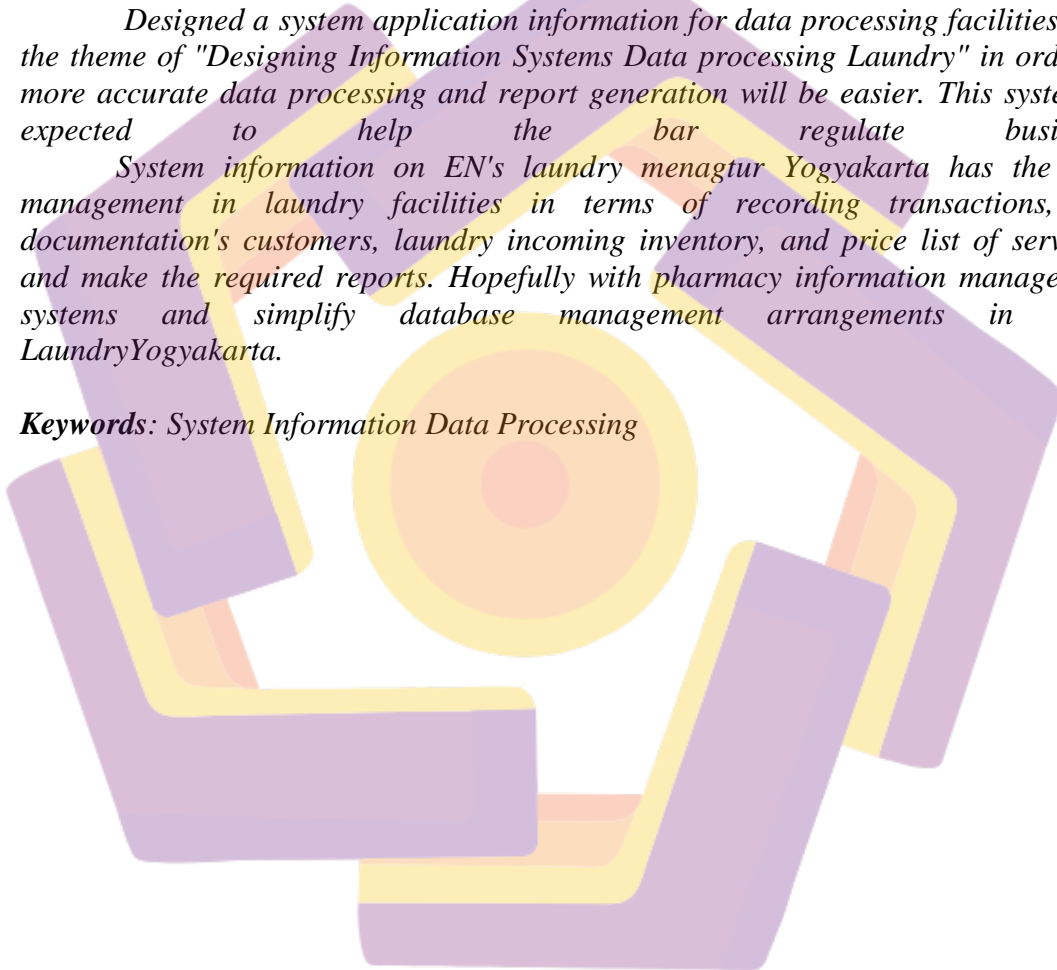 Designed a system application information for data processing facilities
the theme of "Designing Information Systems Data processing Laundry" in ord
more accurate data processing and report generation will be easier. This syste
expected to help the bar regulate busi
System information on EN's laundry menagtur Yogyakarta has the
management in laundry facilities in terms of recording transactions,
documentation's customers, laundry incoming inventory, and price list of serv
and make the required reports. Hopefully with pharmacy information manage
systems and simplify database management arrangements in
LaundryYogyakarta.
Keywords: System Information Data Processing